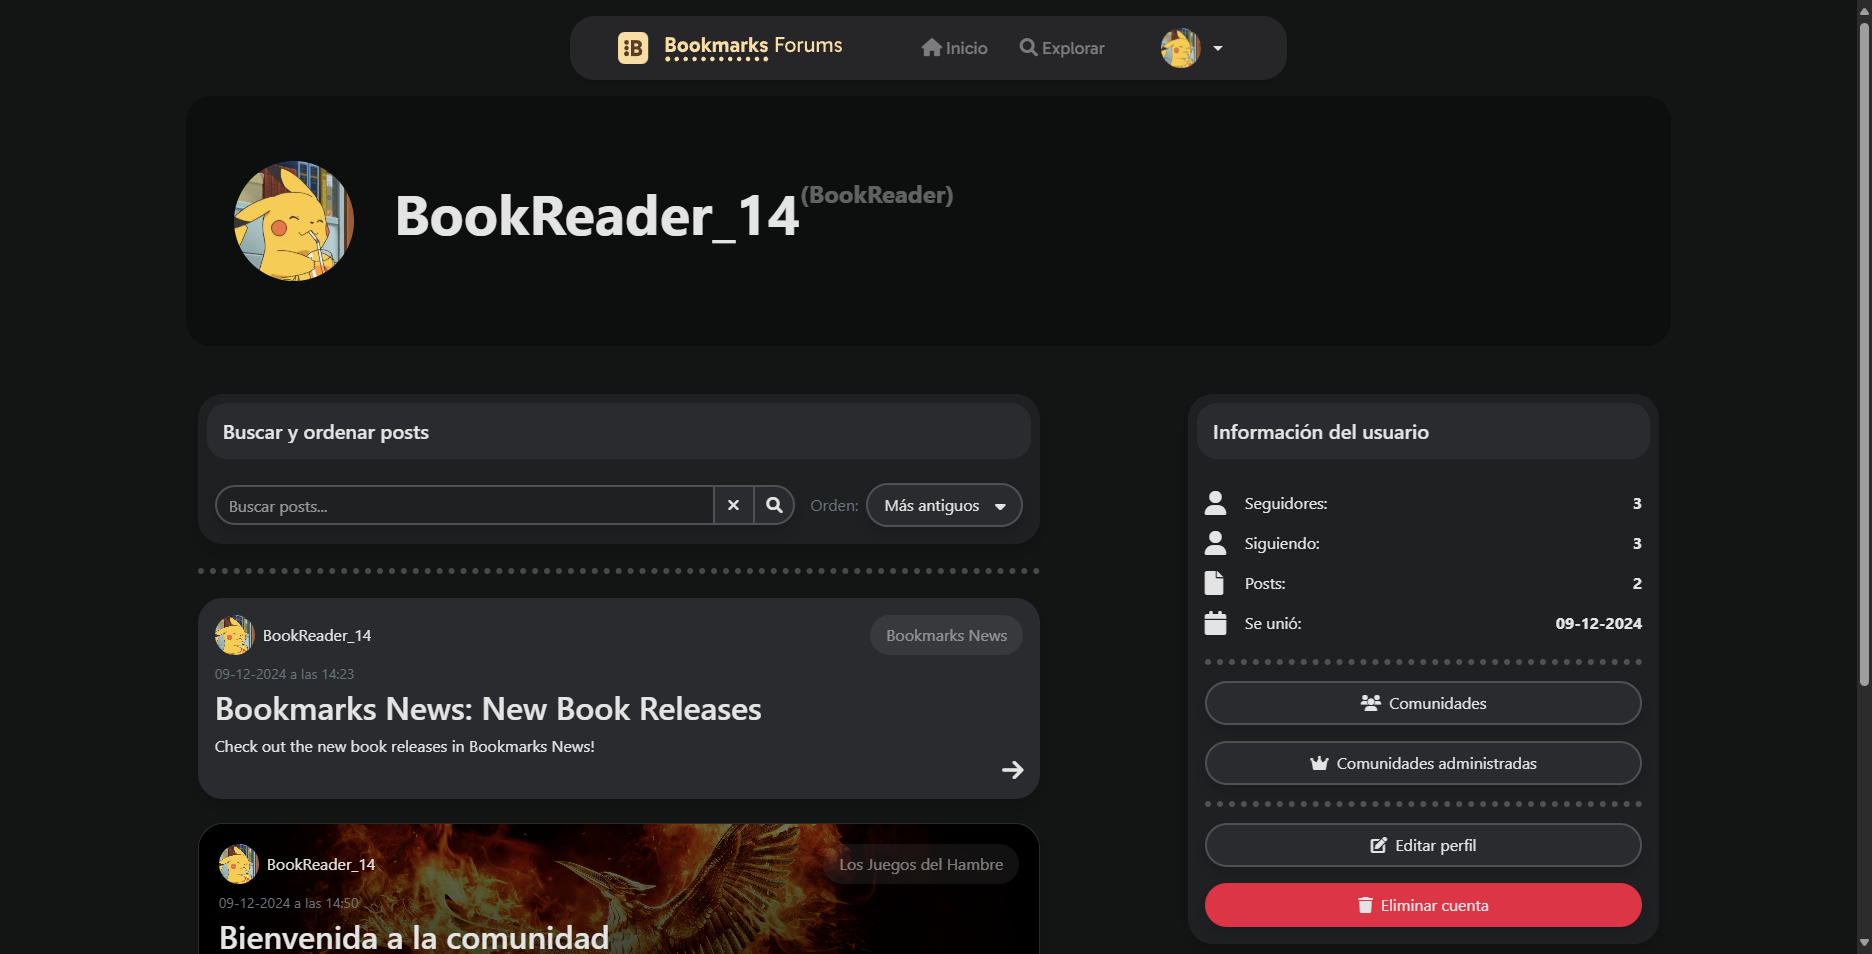 :B Bookmarks Forums
Inicio
Explorar
BookReader_14 (BookReader)
Buscar y ordenar posts
Buscar posts...
Orden:
Más antiguos
BookReader_14
Bookmarks News
09-12-2024 a las 14:23
Bookmarks News: New Book Releases
Check out the new book releases in Bookmarks News!
BookReader_14
Los Juegos del Hambre
09-12-2024 a las 14:50
Bienvenida a la comunidad
Información del usuario
Seguidores: 3
Siguiendo: 3
Posts: 2
Se unió: 09-12-2024
Comunidades
Comunidades administradas
Editar perfil
Eliminar cuenta